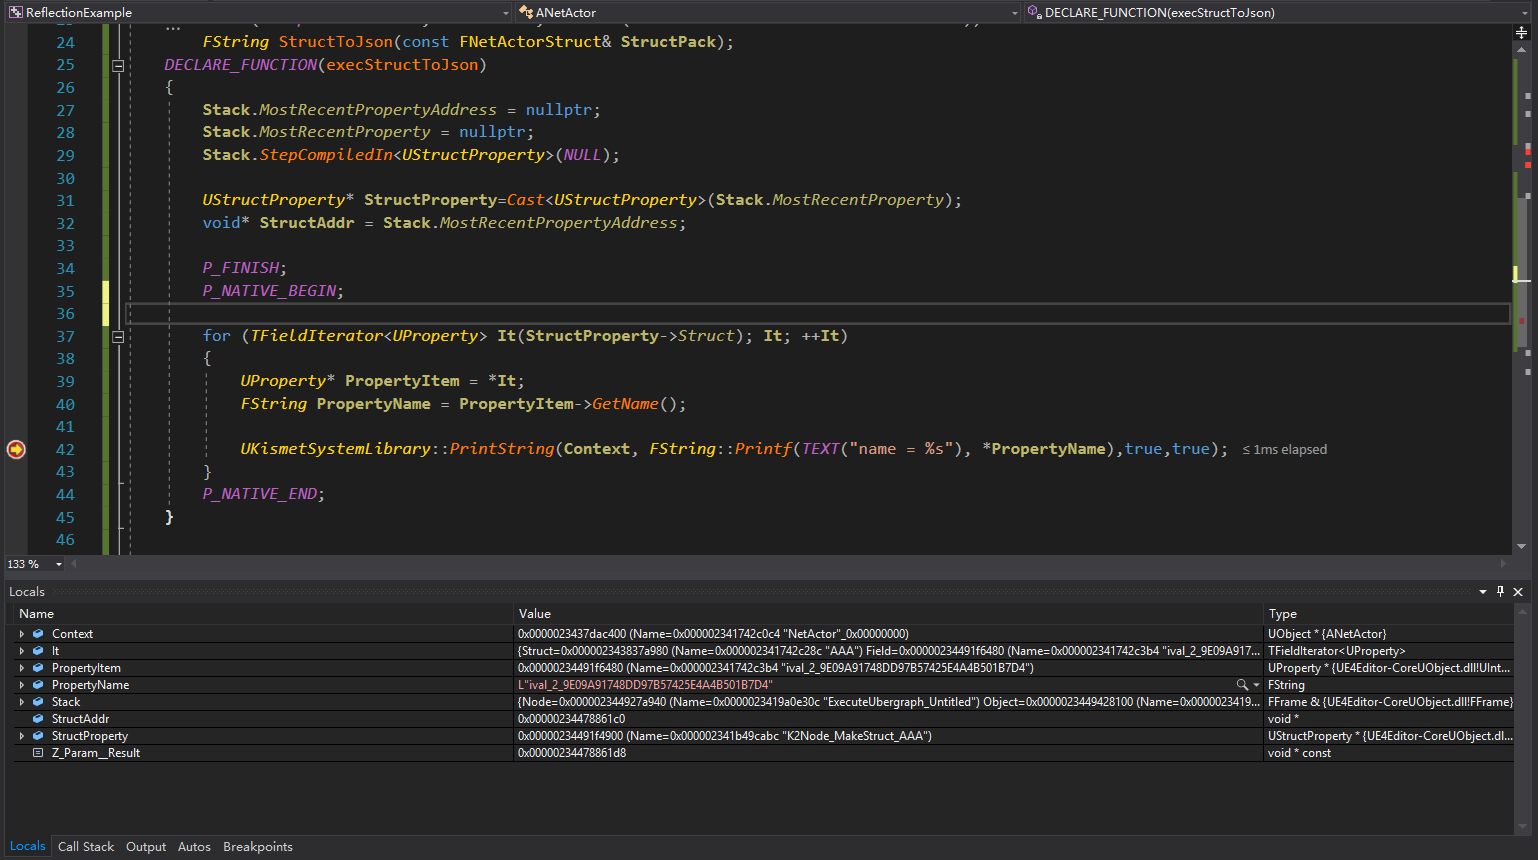 ReflectionExample ANetActor DECLARE_FUNCTION(execStructToJson)
24 FString StructToJson(const FNetActorStruct& StructPack);
25 DECLARE_FUNCTION(execStructToJson)
26 {
27 Stack.MostRecentPropertyAddress = nullptr;
28 Stack.MostRecentProperty = nullptr;
29 Stack.StepCompiledIn<UStructProperty>(NULL);
30
31 UStructProperty* StructProperty=Cast<UStructProperty>(Stack.MostRecentProperty);
32 void* StructAddr = Stack.MostRecentPropertyAddress;
33
34 P_FINISH;
35 P_NATIVE_BEGIN;
36
37 for (TFieldIterator<UProperty> It(StructProperty->Struct); It; ++It)
38 {
39 UProperty* PropertyItem = *It;
40 FString PropertyName = PropertyItem->GetName();
41
42 UKismetSystemLibrary::PrintString(Context, FString::Printf(TEXT("name = %s"), *PropertyName),true,true); ≤ 1ms elapsed
43 }
44 P_NATIVE_END;
45 }
46
133 %
Locals
Name Value Type
Context 0x0000023437dac400 (Name=0x000002341742c0c4 "NetActor"_0x00000000) UObject * {ANetActor}
It {Struct=0x000002343837a980 (Name=0x000002341742c28c "AAA") Field=0x00000234491f6480 (Name=0x000002341742c3b4 "ival_2_9E09A917... TFieldIterator<UProperty>
PropertyItem 0x00000234491f6480 (Name=0x000002341742c3b4 "ival_2_9E09A91748DD97B57425E4A4B501B7D4") UProperty * {UE4Editor-CoreUObject.dll!UInt...
PropertyName L"ival_2_9E09A91748DD97B57425E4A4B501B7D4" FString
Stack {Node=0x000002344927a940 (Name=0x000023419a0e30c "ExecuteUbergraph_Untitled") Object=0x0000023449428100 (Name=0x000023419... FFrame & {UE4Editor-CoreUObject.dll!FFrame}
StructAddr 0x00000234478861c0 void *
StructProperty 0x00000234491f4900 (Name=0x000002341b49cabc "K2Node_MakeStruct_AAA") UStructProperty * {UE4Editor-CoreUObject.dl...
Z_Param__Result 0x00000234478861d8 void * const
Locals Call Stack Output Autos Breakpoints